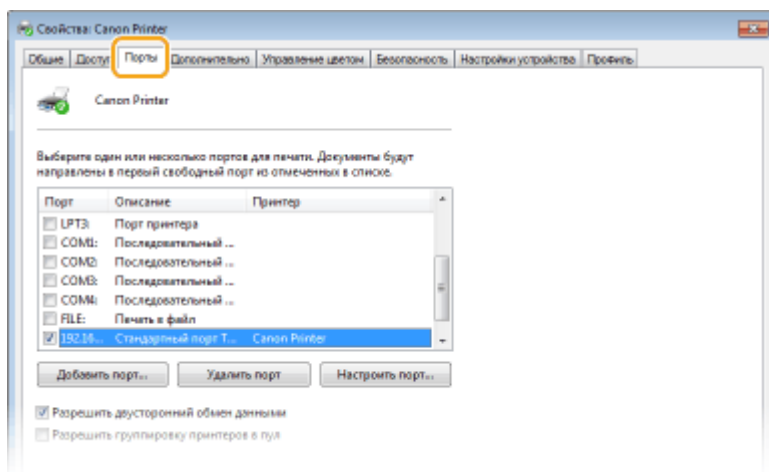 Свойства: Canon Printer
Общие Доступ Порты Дополнительно Управление цветом Безопасность Настройки устройства Профиль
Canon Printer
Выберите один или несколько портов для печати. Документы будут
направлены в первый свободный порт из отмеченных в списке.
Порт Описание Принтер
LPT3: Порт принтера
COM1: Последовательный ...
COM2: Последовательный ...
COM3: Последовательный ...
COM4: Последовательный ...
FILE: Печать в файл
192.16... Стандартный порт T... Canon Printer
Добавить порт... Удалить порт Настроить порт...
Разрешить двусторонний обмен данными
Разрешить группировку принтеров в пул